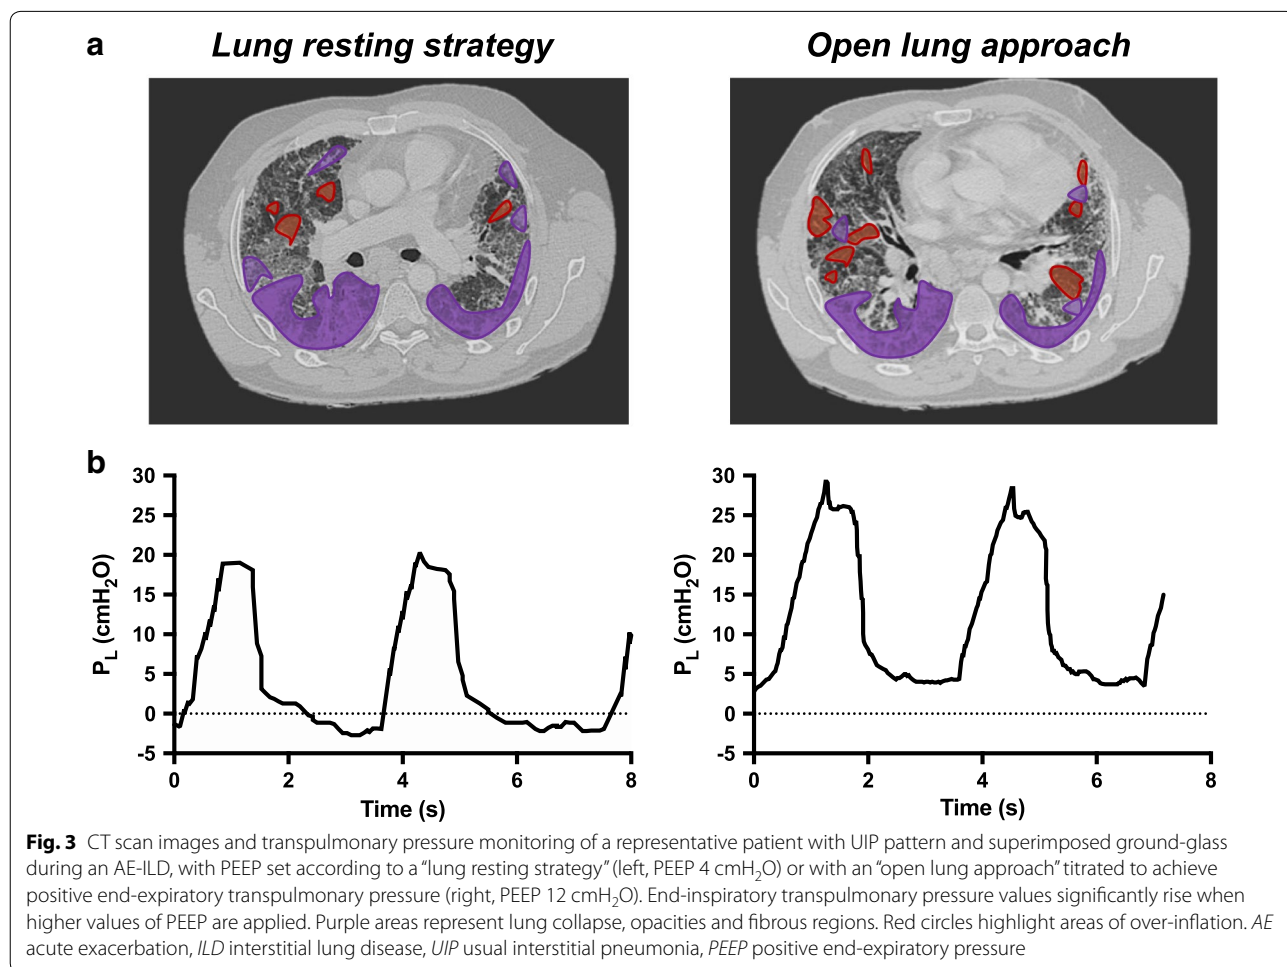 a
Lung resting strategy
Open lung approach
b
30
25
20
15
10
5
0
-5
P_L (cmH₂O)
0 2 4 6 8
Time (s)
30
25
20
15
10
5
0
-5
P_L (cmH₂O)
0 2 4 6 8
Time (s)
Fig. 3 CT scan images and transpulmonary pressure monitoring of a representative patient with UIP pattern and superimposed ground-glass
during an AE-ILD, with PEEP set according to a “lung resting strategy” (left, PEEP 4 cmH₂O) or with an “open lung approach” titrated to achieve
positive end-expiratory transpulmonary pressure (right, PEEP 12 cmH₂O). End-inspiratory transpulmonary pressure values significantly rise when
higher values of PEEP are applied. Purple areas represent lung collapse, opacities and fibrous regions. Red circles highlight areas of over-inflation. AE
acute exacerbation, ILD interstitial lung disease, UIP usual interstitial pneumonia, PEEP positive end-expiratory pressure